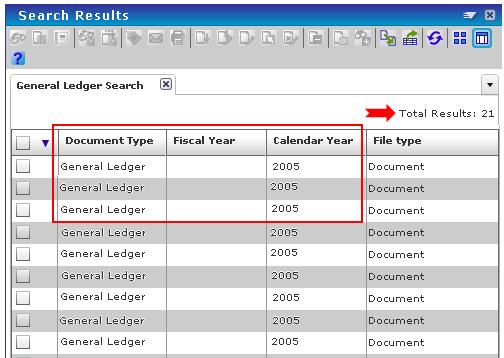 Search Results
?
General Ledger Search
Total Results: 21
Document Type Fiscal Year Calendar Year File type
General Ledger 2005 Document
General Ledger 2005 Document
General Ledger 2005 Document
General Ledger 2005 Document
General Ledger 2005 Document
General Ledger 2005 Document
General Ledger 2005 Document
General Ledger 2005 Document
General Ledger 2005 Document